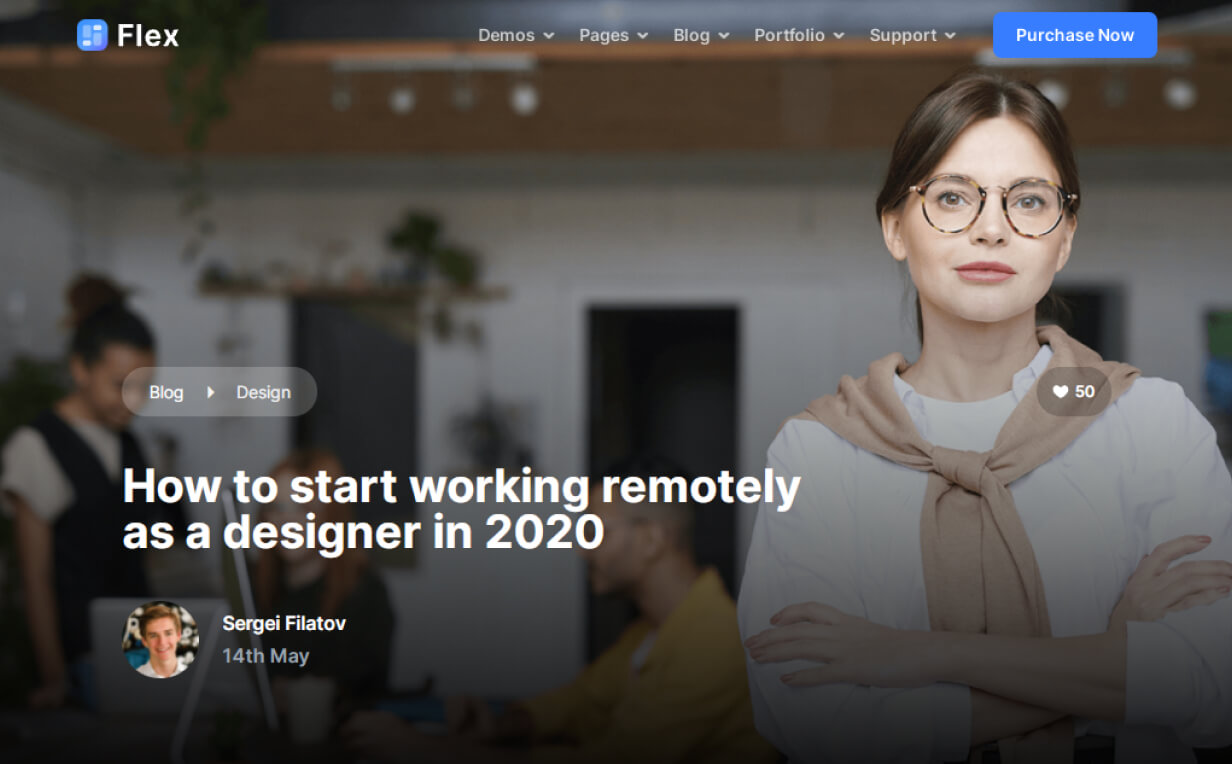 Flex
Demos
Pages
Blog
Portfolio
Support
Purchase Now
Blog
Design
50
How to start working remotely
as a designer in 2020
Sergei Filatov
14th May